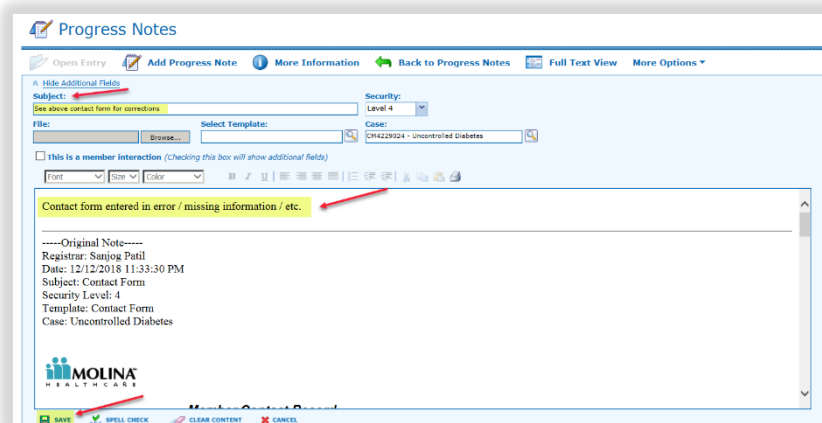 Progress Notes
Open Entry Add Progress Note More Information Back to Progress Notes Full Text View More Options
Hide Additional Fields
Subject: Security:
See above contact form for corrections Level 4
File: Select Template: Case:
Browse... CM4229024 - Uncontrolled Diabetes
This is a member interaction (Checking this box will show additional fields)
Font Size Color B I U
Contact form entered in error / missing information / etc.
-----Original Note-----
Registrar: Sanjog Patil
Date: 12/12/2018 11:33:30 PM
Subject: Contact Form
Security Level: 4
Template: Contact Form
Case: Uncontrolled Diabetes
MOLINA
HEALTHCARE
Member Contact Record
SAVE SPELL CHECK CLEAR CONTENT CANCEL